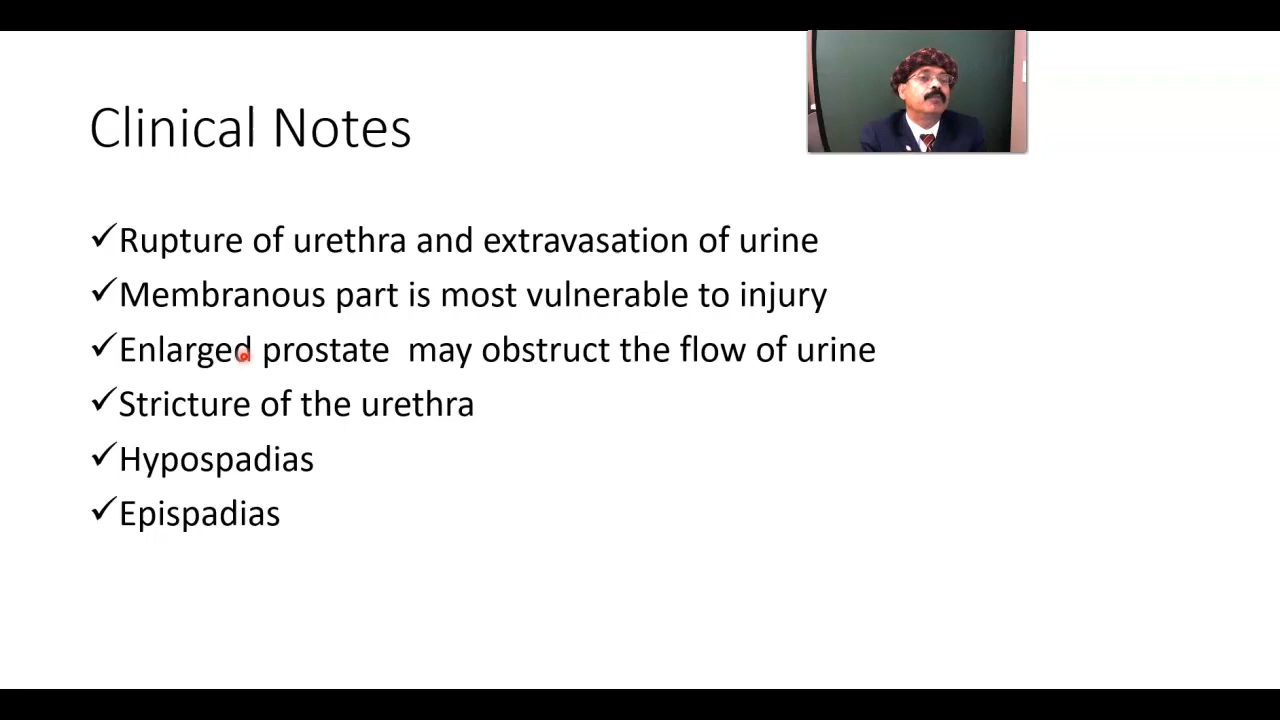 Clinical Notes
✓Rupture of urethra and extravasation of urine
✓Membranous part is most vulnerable to injury
✓Enlarged prostate may obstruct the flow of urine
✓Stricture of the urethra
✓Hypospadias
✓Epispadias